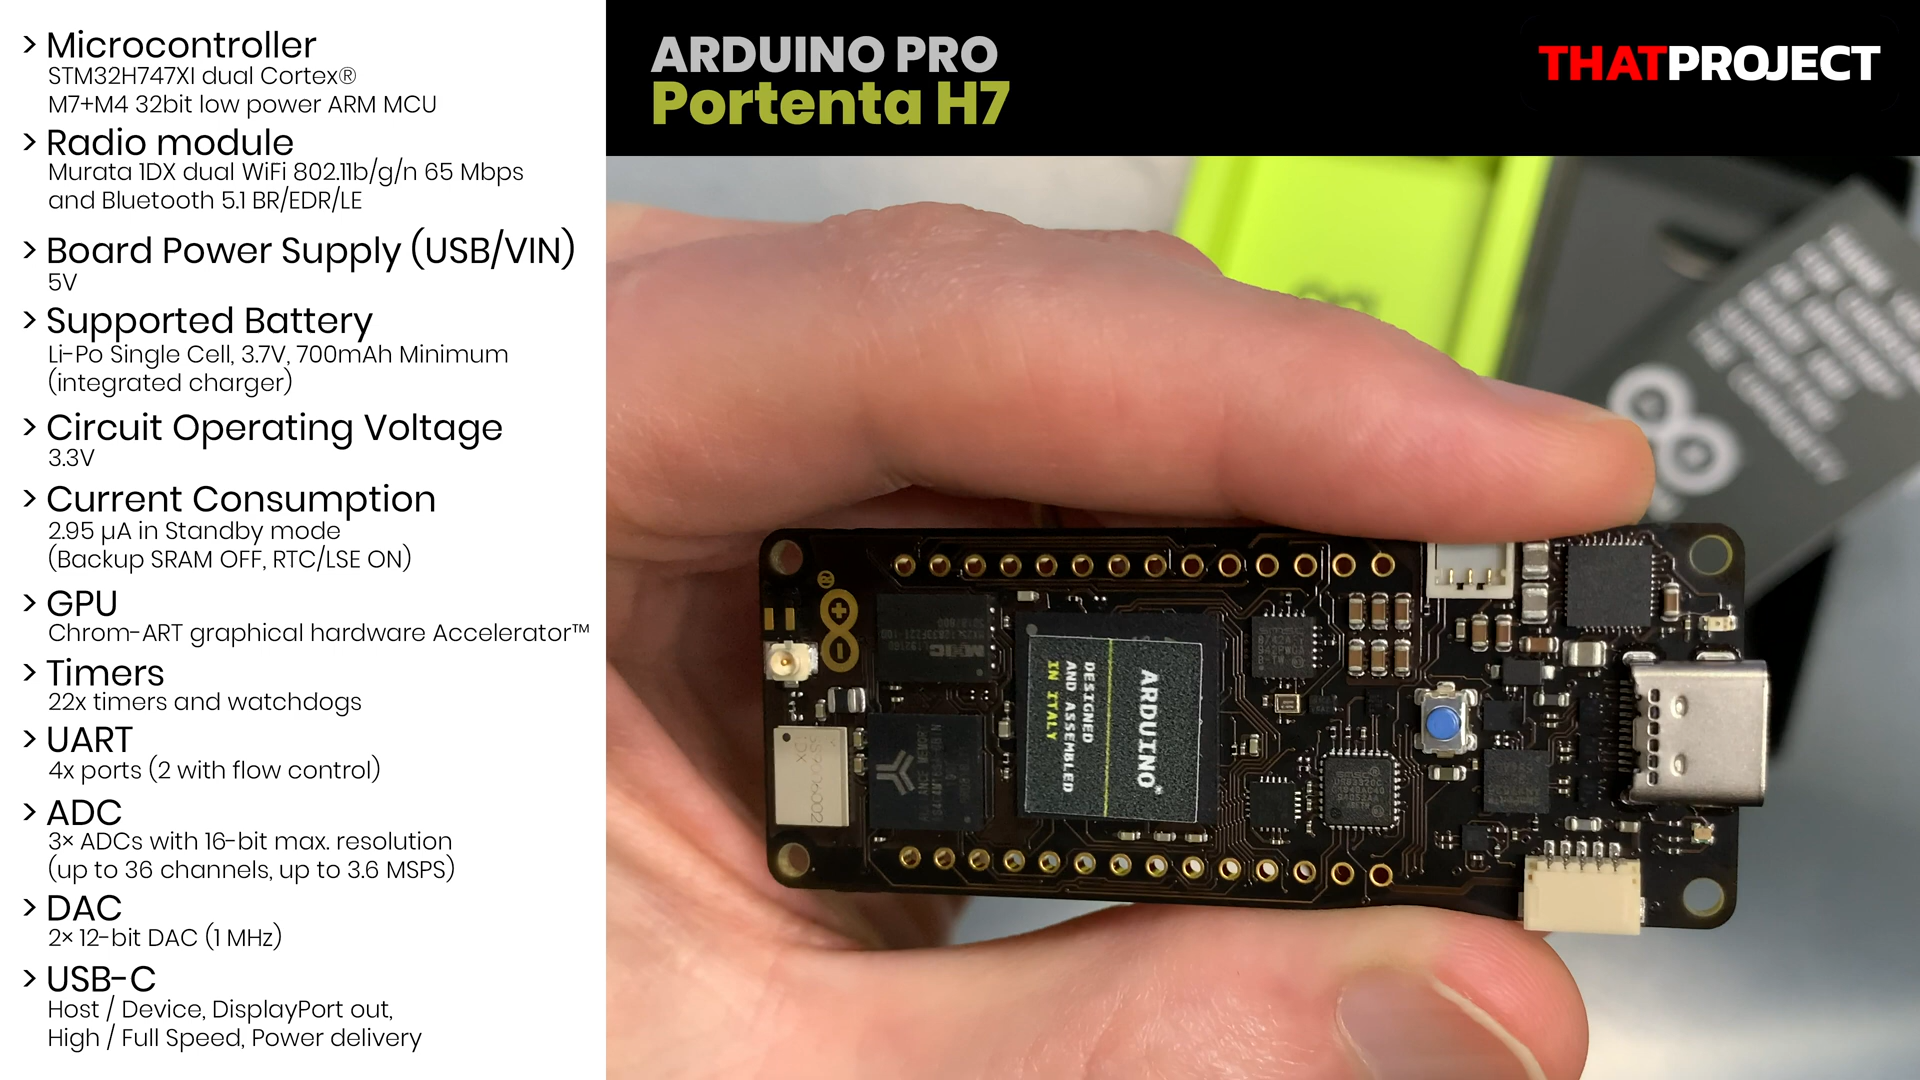 > Microcontroller
STM32H747XI dual Cortex®
M7+M4 32bit low power ARM MCU
> Radio module
Murata 1DX dual WiFi 802.11b/g/n 65 Mbps
and Bluetooth 5.1 BR/EDR/LE
> Board Power Supply (USB/VIN)
5V
> Supported Battery
Li-Po Single Cell, 3.7V, 700mAh Minimum
(integrated charger)
> Circuit Operating Voltage
3.3V
> Current Consumption
2.95 µA in Standby mode
(Backup SRAM OFF, RTC/LSE ON)
> GPU
Chrom-ART graphical hardware Accelerator™
> Timers
22x timers and watchdogs
> UART
4x ports (2 with flow control)
> ADC
3× ADCs with 16-bit max. resolution
(up to 36 channels, up to 3.6 MSPS)
> DAC
2× 12-bit DAC (1 MHz)
> USB-C
Host / Device, DisplayPort out,
High / Full Speed, Power delivery
ARDUINO PRO
Portenta H7
THATPROJECT
ARDUINO®
DESIGNED
AND ASSEMBLED
IN ITALY
MXIC